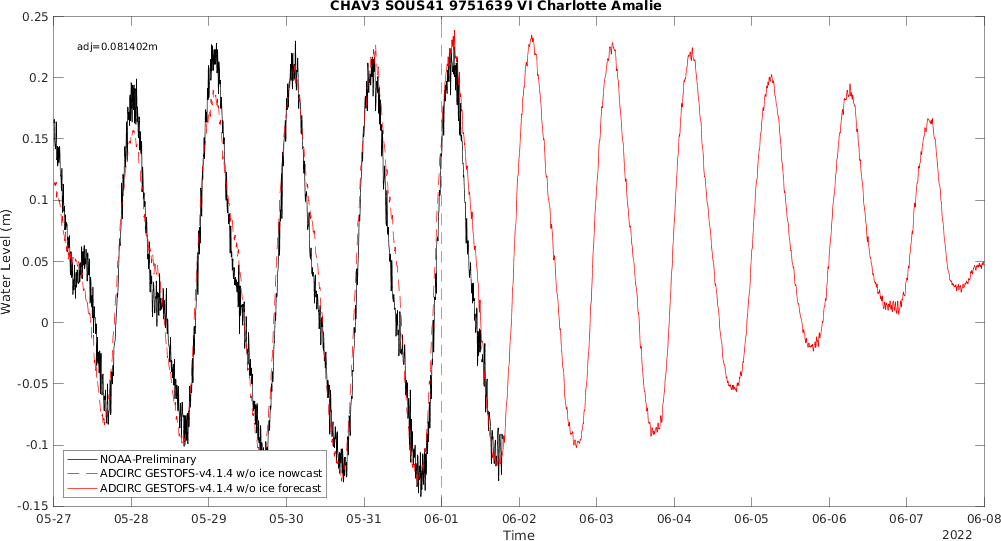 CHAV3 SOUS41 9751639 VI Charlotte Amalie
adj=0.081402m
0.25
0.2
0.15
0.1
0.05
0
-0.05
-0.1
-0.15
Water Level (m)
NOAA-Preliminary
ADCIRC GESTOFS-v4.1.4 w/o ice nowcast
ADCIRC GESTOFS-v4.1.4 w/o ice forecast
05-27 05-28 05-29 05-30 05-31 06-01 06-02 06-03 06-04 06-05 06-06 06-07 06-08
Time
2022